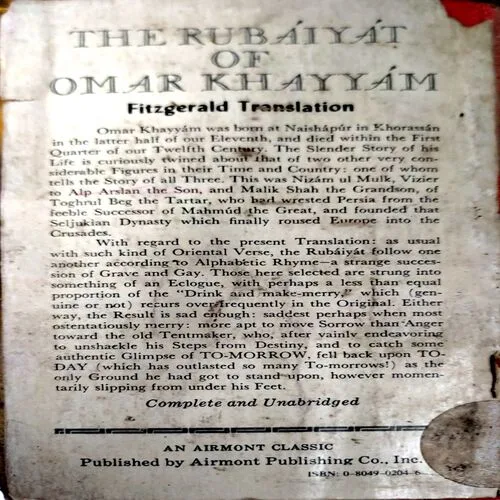 THE RUBÁIYÁT
OF
OMAR KHAYYÁM
Fitzgerald Translation
Omar Khayyám was born at Naishápúr in Khorassán
in the latter half of our Eleventh, and died within the First
Quarter of our Twelfth Century. The Slender Story of his
Life is curiously twined about that of two other very con-
siderable Figures in their Time and Country: one of whom
tells the Story of all Three. This was Nizám ul Mulk, Vizier
to Alp Arslan the Son, and Malik Shah the Grandson, of
Toghrul Beg the Tartar, who had wrested Persia from the
feeble Successor of Mahmúd the Great, and founded that
Seljukian Dynasty which finally roused Europe into the
Crusades.
With regard to the present Translation: as usual
with such kind of Oriental Verse, the Rubáiyát follow one
another according to Alphabetic Rhyme—a strange succes-
sion of Grave and Gay. Those here selected are strung into
something of an Eclogue, with perhaps a less than equal
proportion of the "Drink and make-merry," which (gen-
uine or not) recurs over-frequently in the Original. Either
way, the Result is sad enough: saddest perhaps when most
ostentatiously merry: more apt to move Sorrow than Anger
toward the old Tentmaker, who, after vainly endeavoring
to unshackle his Steps from Destiny, and to catch some
authentic Glimpse of TO-MORROW, fell back upon TO-
DAY (which has outlasted so many To-morrows!) as the
only Ground he had got to stand upon, however momen-
tarily slipping from under his Feet.
Complete and Unabridged
AN AIRMONT CLASSIC
Published by Airmont Publishing Co., Inc.
ISBN: 0-8049-0204-6